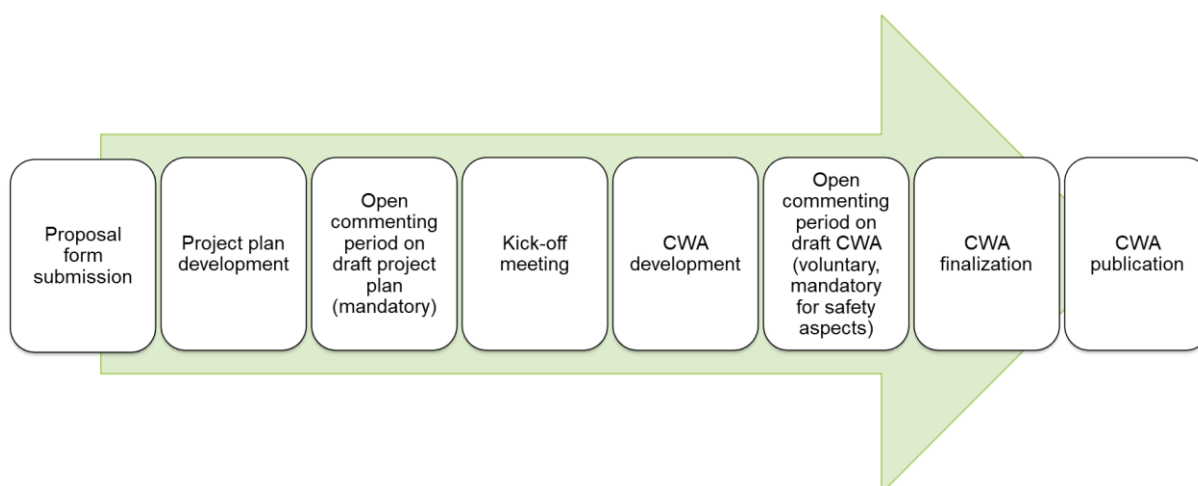 Proposal
form
submission
Project plan
development
Open
commenting
period on
draft project
plan
(mandatory)
Kick-off
meeting
CWA
development
Open
commenting
period on
draft CWA
(voluntary,
mandatory
for safety
aspects)
CWA
finalization
CWA
publication